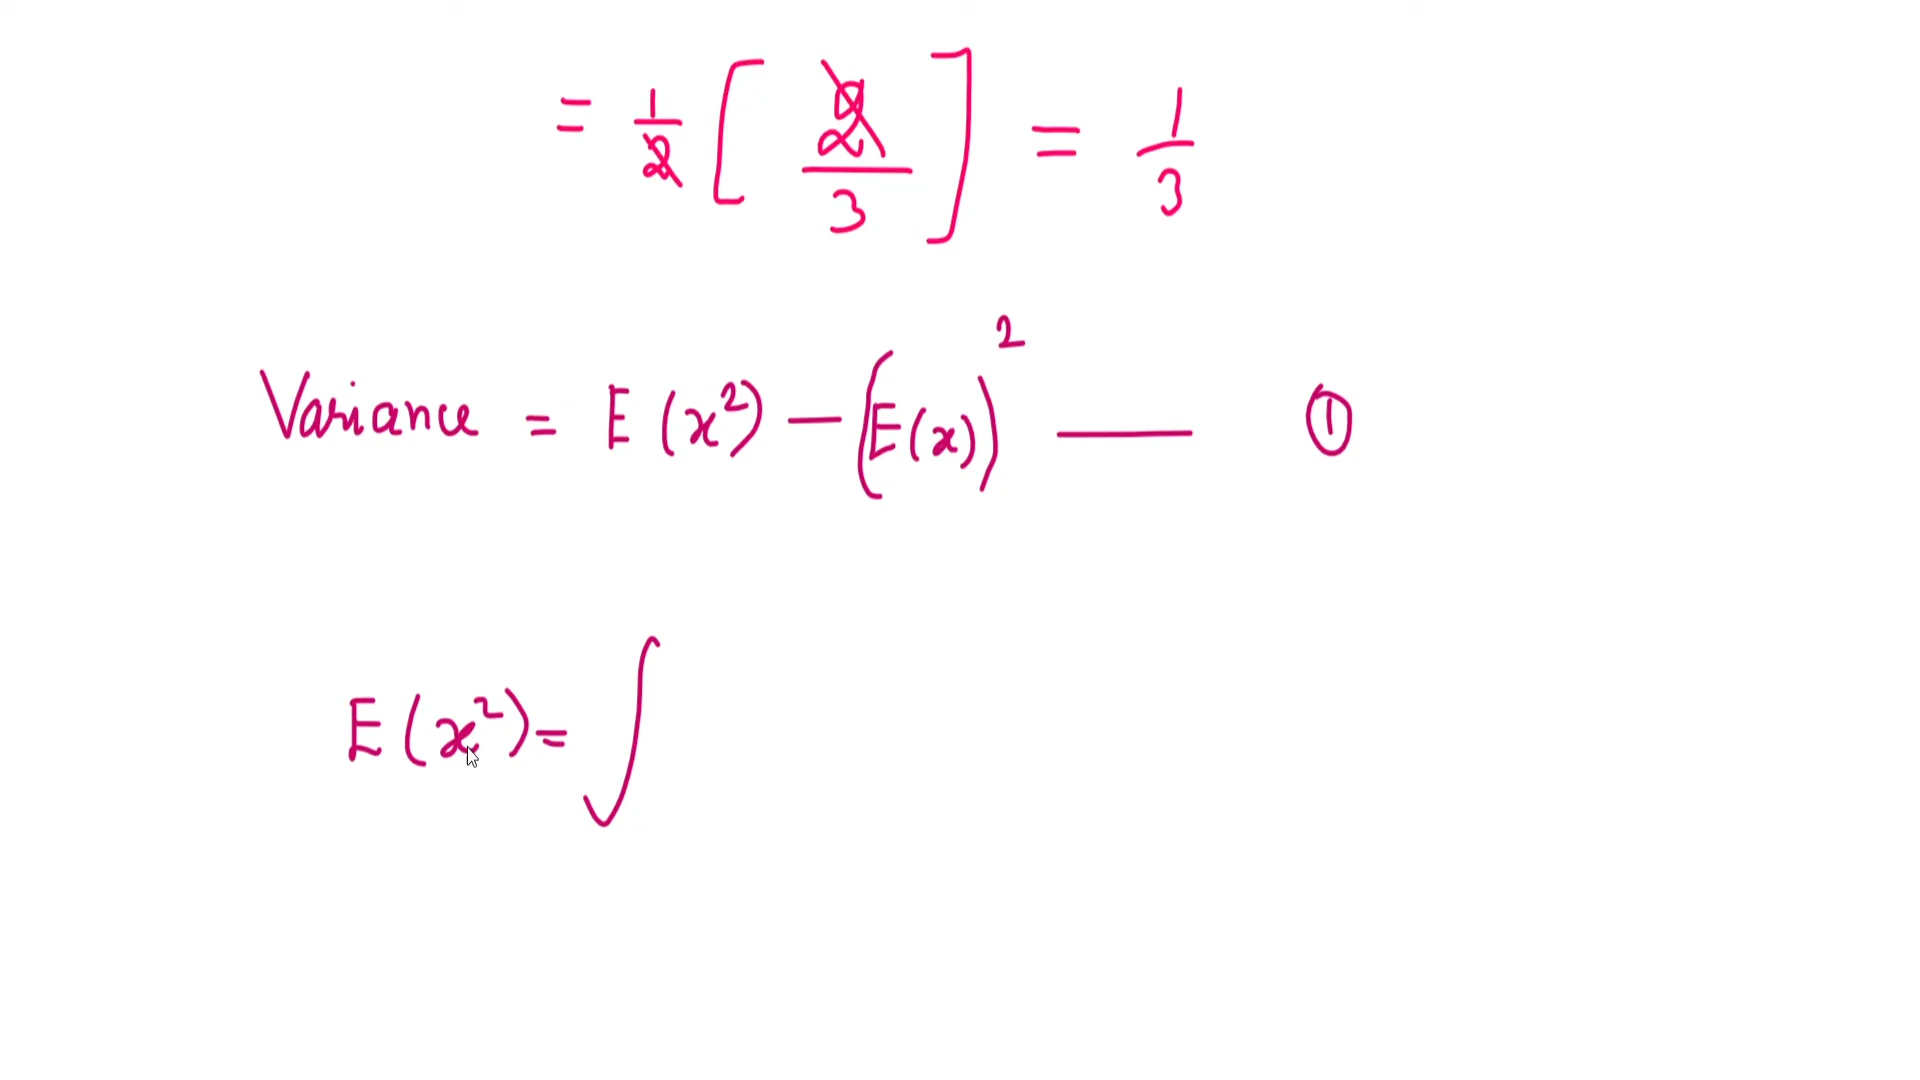 = 1/2 [ 2/3 ] = 1/3
Variance = E (x²) — (E(x))² —— ①
E (x²) = ∫